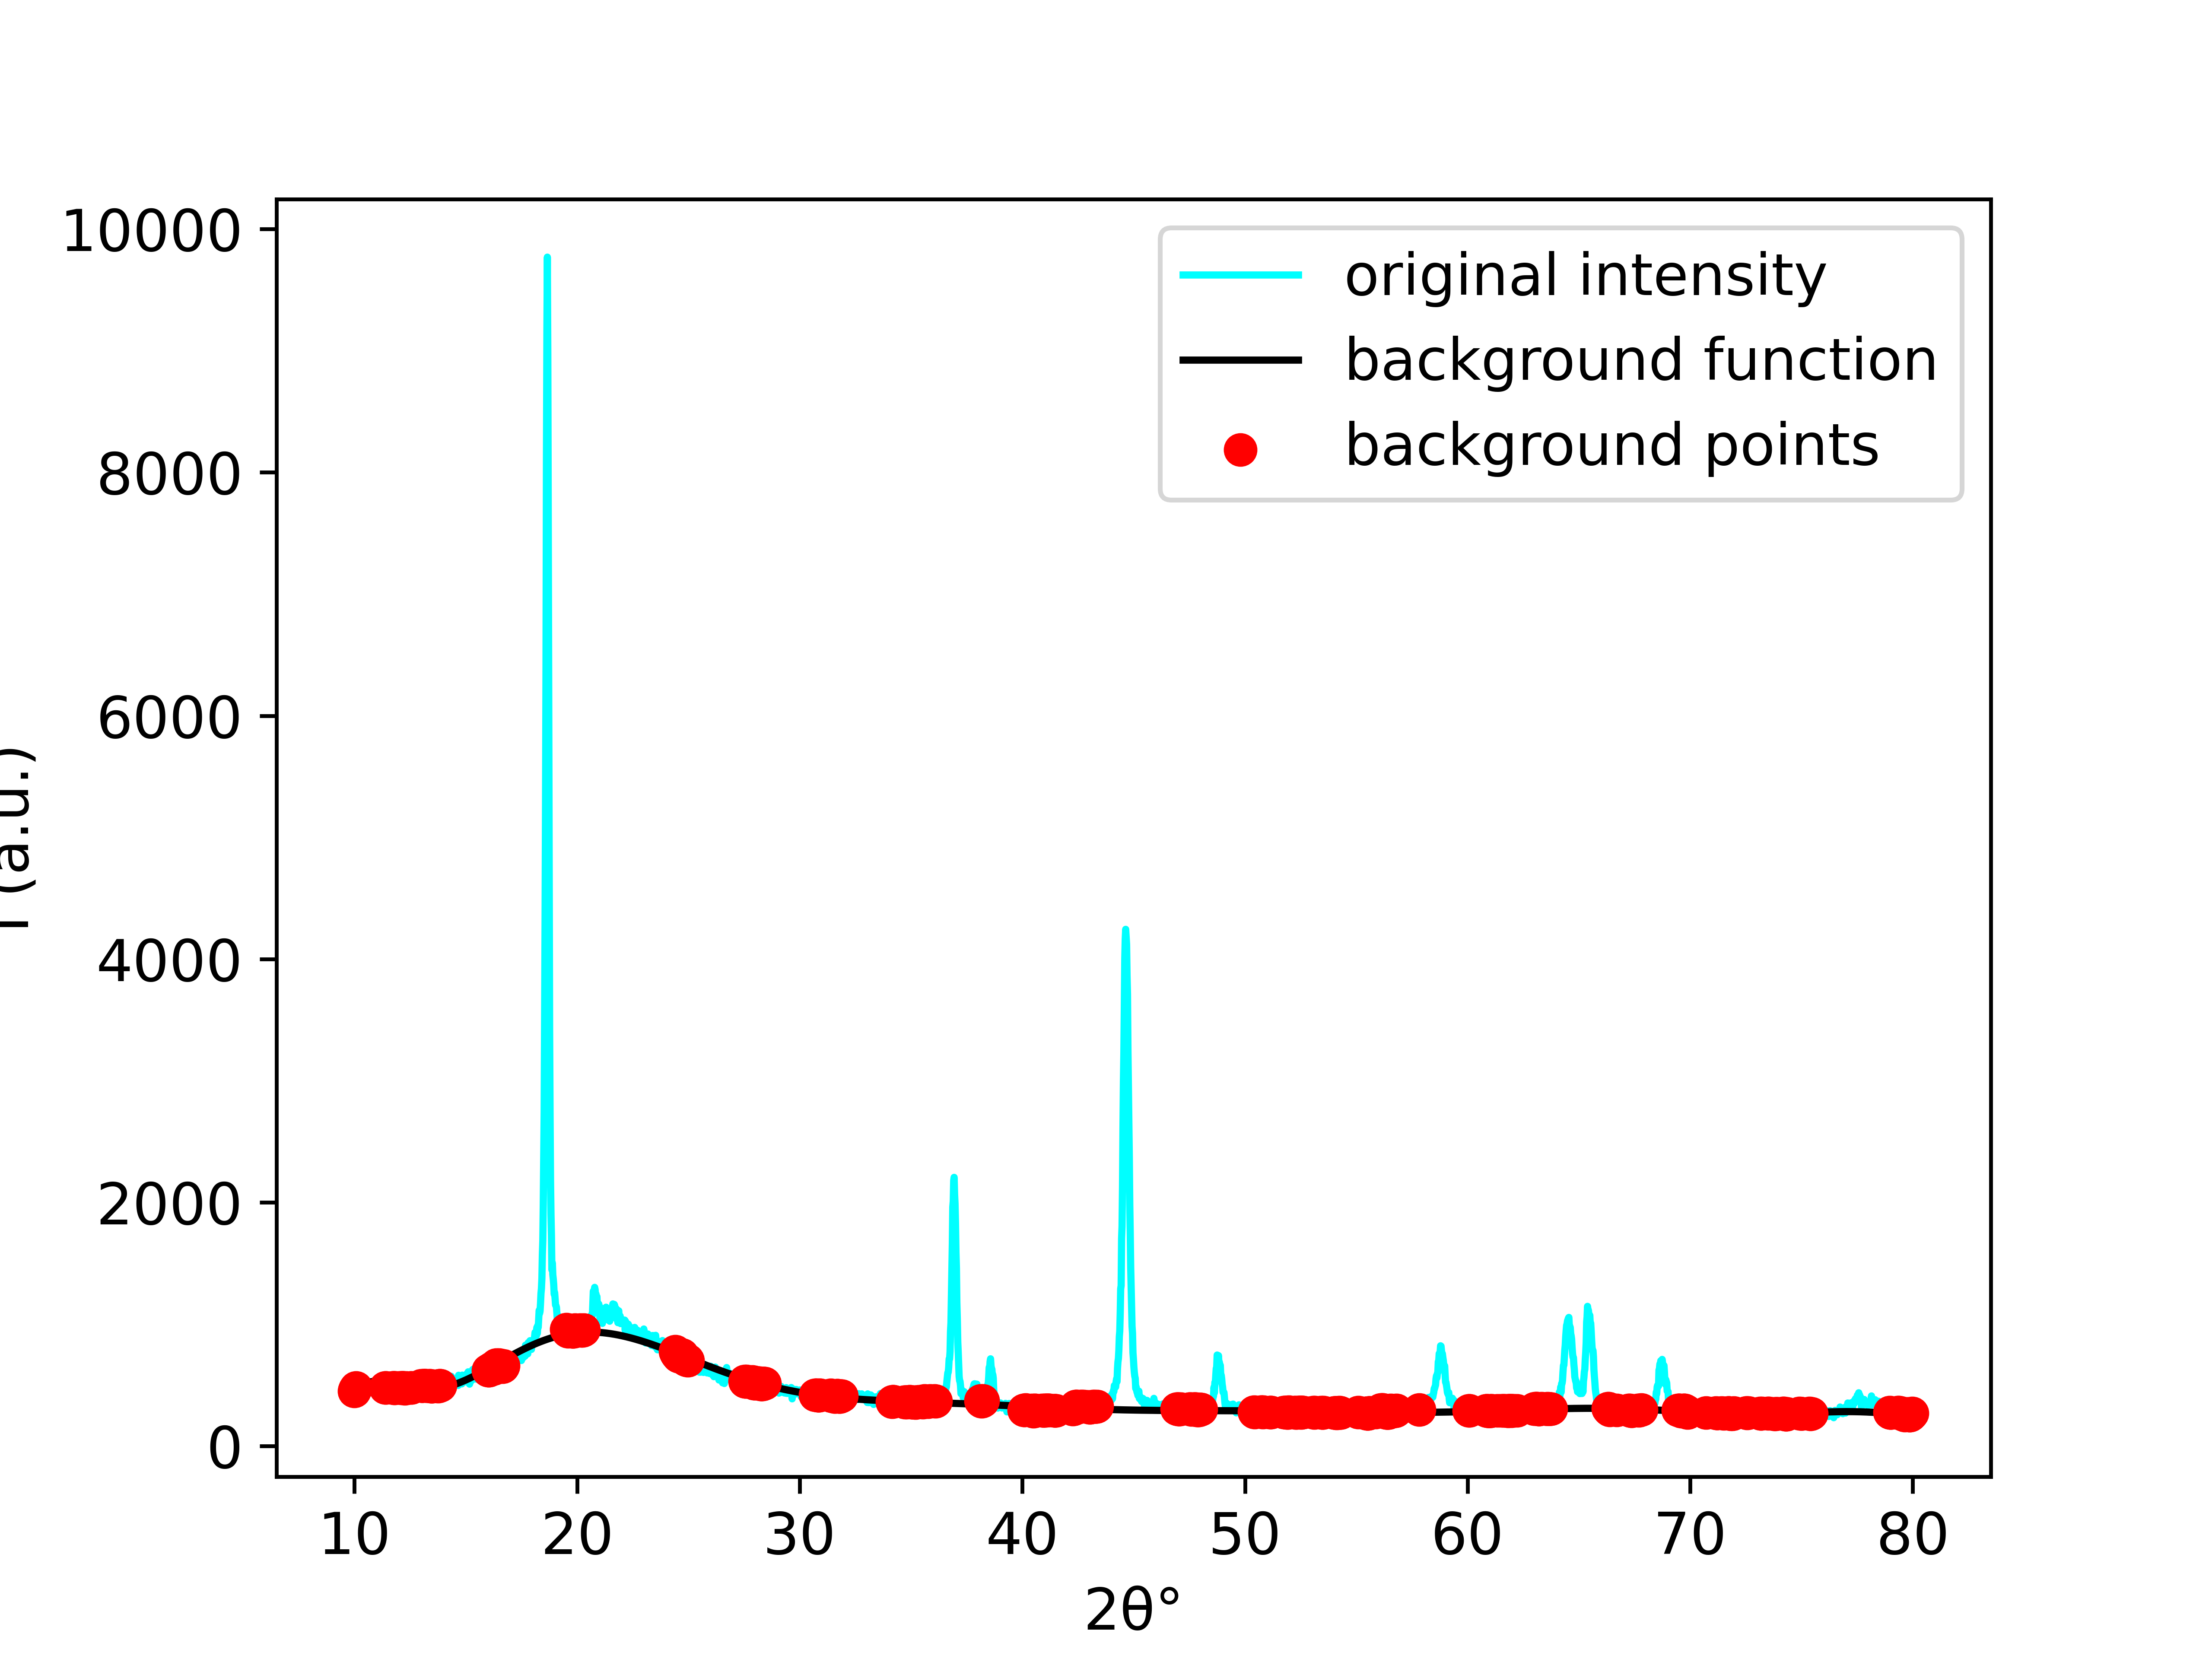 original intensity
background function
background points
10000
8000
6000
4000
2000
0
(a.u.)
10 20 30 40 50 60 70 80
2θ°